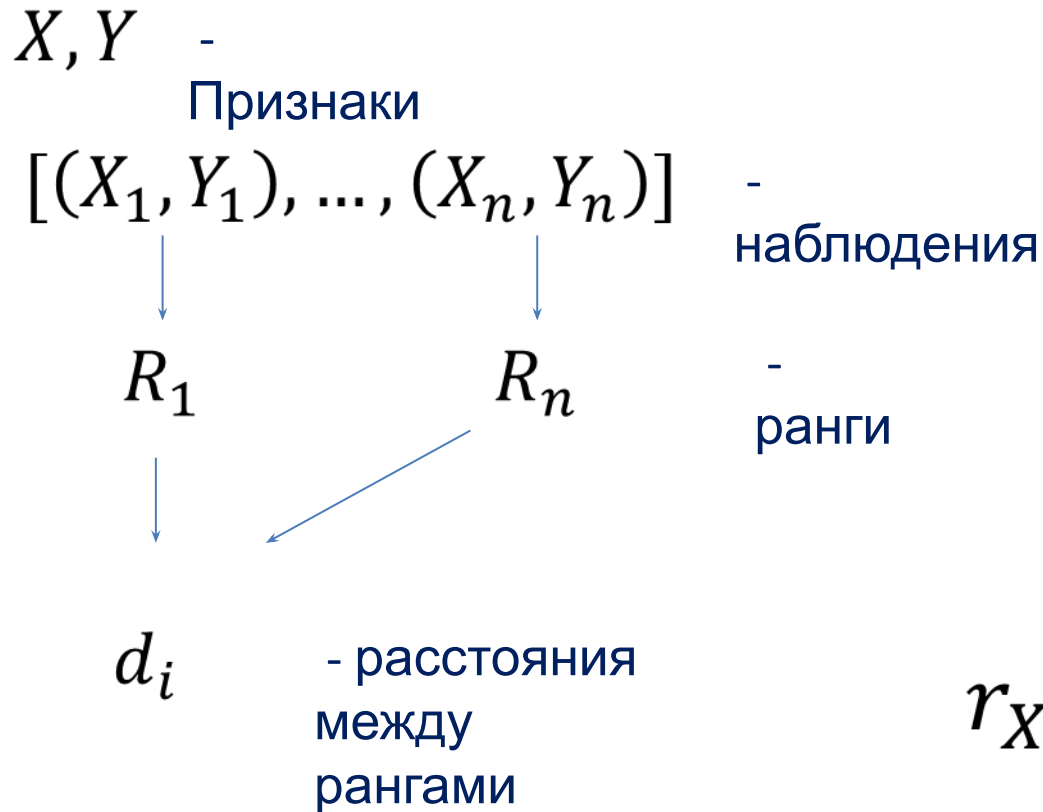 X, Y -
Признаки
[(X₁, Y₁), ... , (Xₙ, Yₙ)] -
наблюдения
R₁ Rₙ -
ранги
dᵢ - расстояния
между
рангами
r_X